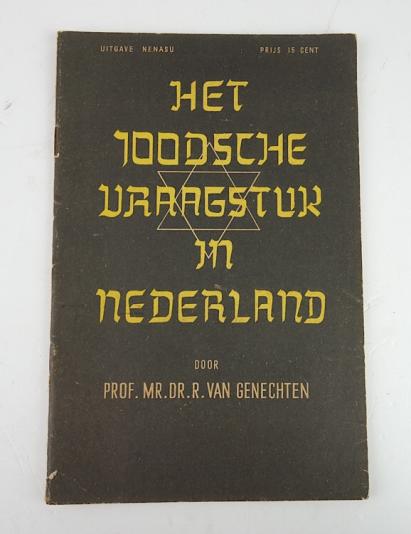 UITGAVE NENASU PRIJS 15 CENT
HET
JOODSCHE
VRAAGSTUK
IN
NEDERLAND
DOOR
PROF. MR. DR. R. VAN GENECHTEN